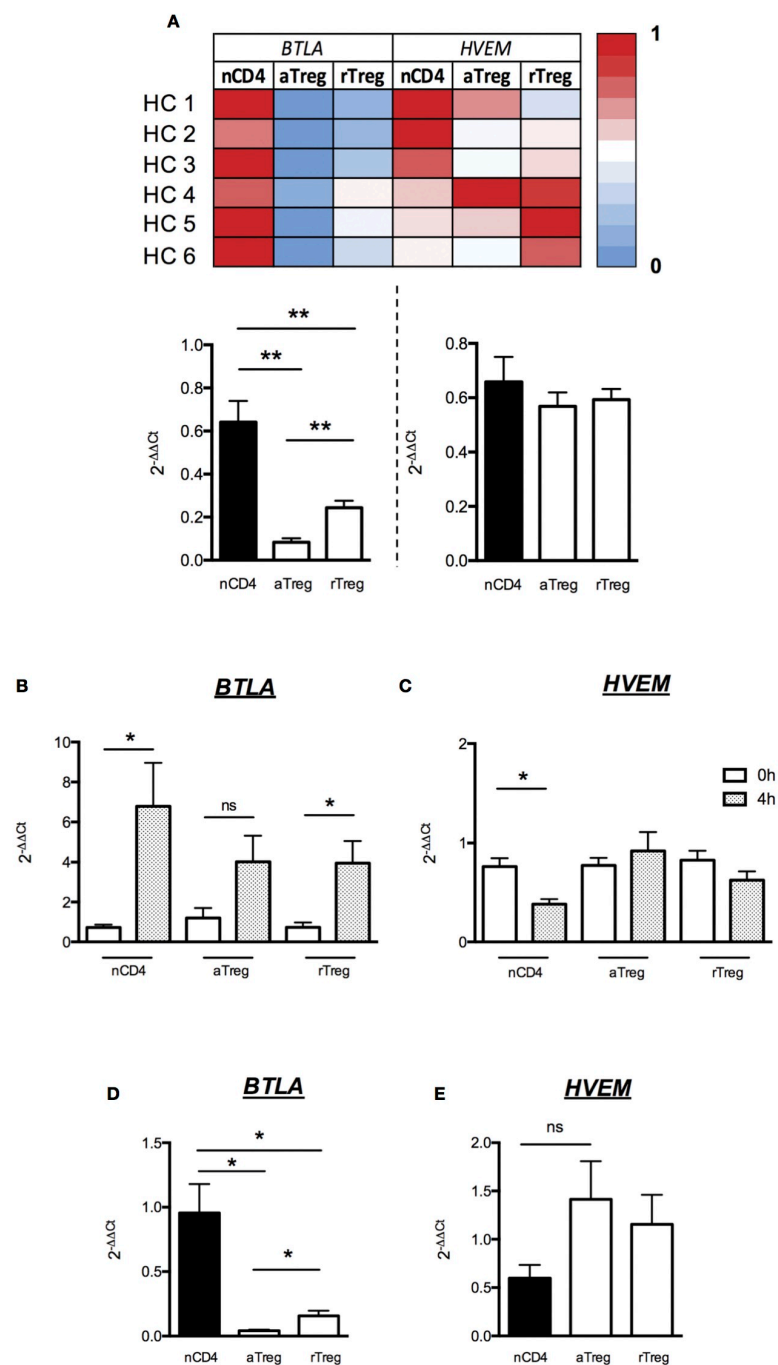 A
BTLA HVEM
nCD4 aTreg rTreg nCD4 aTreg rTreg
1
HC 1
HC 2
HC 3
HC 4
HC 5
HC 6
0
**
**
**
1.0
0.8
0.6
0.4
0.2
0.0
2-ΔΔCt
nCD4 aTreg rTreg
0.8
0.6
0.4
0.2
0.0
2-ΔΔCt
nCD4 aTreg rTreg
B
BTLA
10
8
6
4
2
0
2-ΔΔCt
*
ns
*
nCD4 aTreg rTreg
C
HVEM
2
1
0
2-ΔΔCt
*
0h
4h
nCD4 aTreg rTreg
D
BTLA
1.5
1.0
0.5
0.0
2-ΔΔCt
*
*
*
nCD4 aTreg rTreg
E
HVEM
2.0
1.5
1.0
0.5
0.0
2-ΔΔCt
ns
nCD4 aTreg rTreg